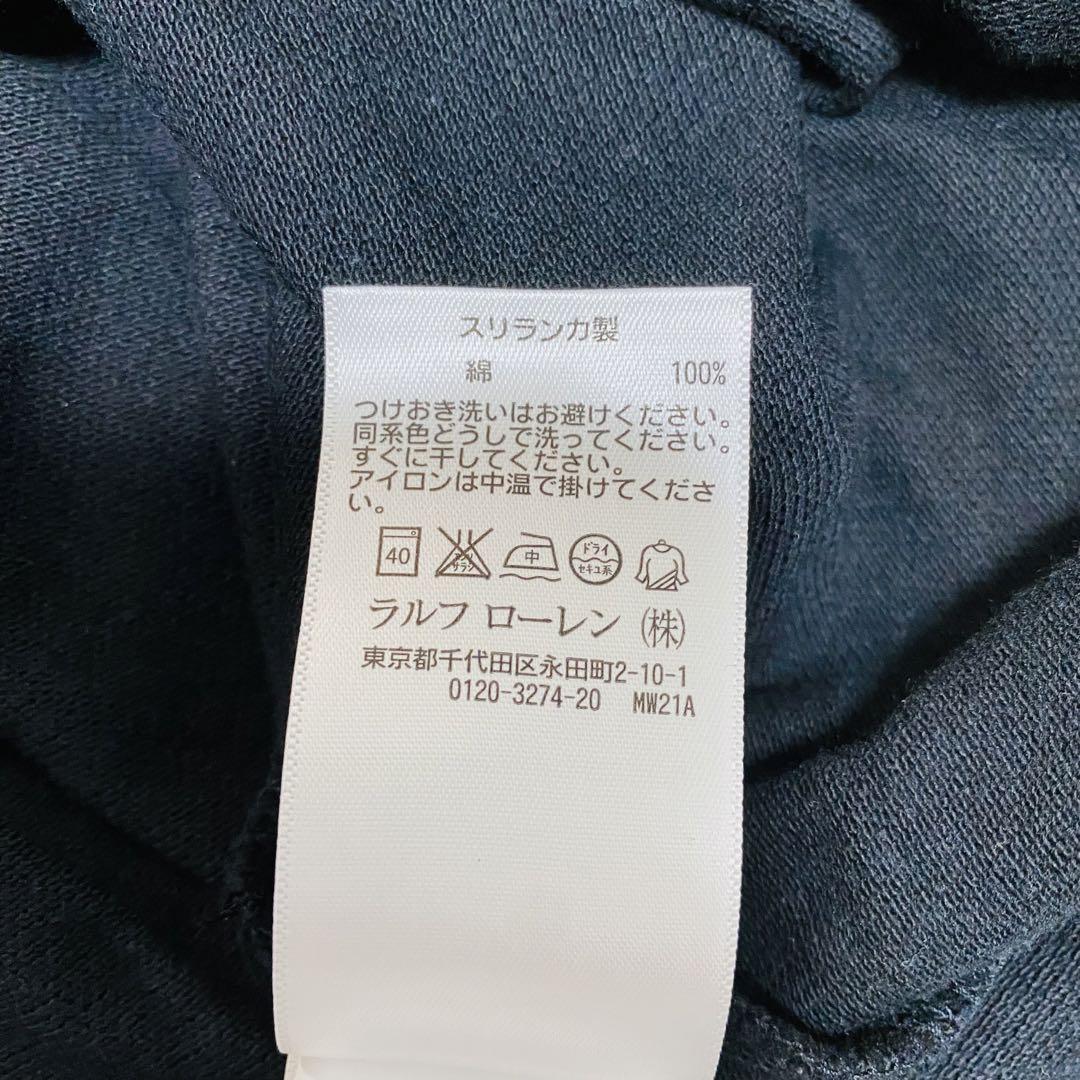 スリランカ製
綿 100%
つけおき洗いはお避けください。
同系色どうしで洗ってください。
すぐに干してください。
アイロンは中温で掛けてくださ
い。
40 サラシ 中 ドライ セキユ系
ラルフ ローレン (株)
東京都千代田区永田町2-10-1
0120-3274-20 MW21A